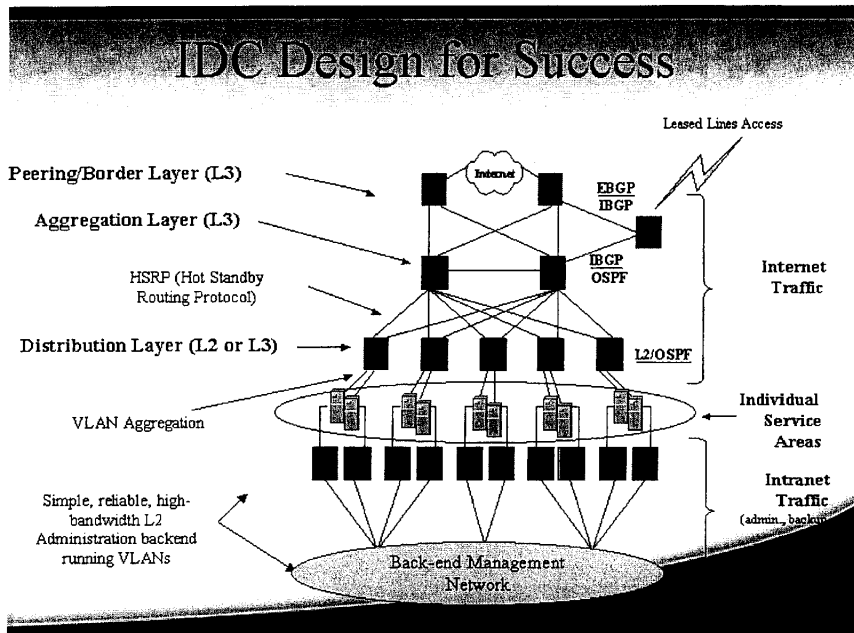 IDC Design for Success
Leased Lines Access
Internet
Peering/Border Layer (L3)
EBGP
IBGP
Aggregation Layer (L3)
IBGP
OSPF
HSRP (Hot Standby
Routing Protocol)
Internet
Traffic
Distribution Layer (L2 or L3)
L2/OSPF
VLAN Aggregation
Individual
Service
Areas
Simple, reliable, high-
bandwidth L2
Administration backend
running VLANs
Intranet
Traffic
(admin., backup
Back-end Management
Network